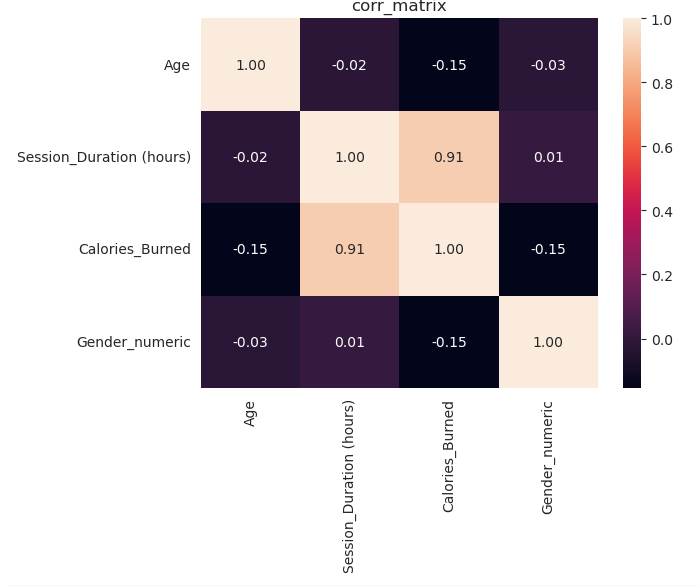 corr_matrix
Age
1.00
-0.02
-0.15
-0.03
Session_Duration (hours)
-0.02
1.00
0.91
0.01
Calories_Burned
-0.15
0.91
1.00
-0.15
Gender_numeric
-0.03
0.01
-0.15
1.00
Age
Session_Duration (hours)
Calories_Burned
Gender_numeric
1.0
0.8
0.6
0.4
0.2
0.0